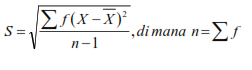 S = √(∑f(X−X̄)² / (n−1)), di mana n=∑f